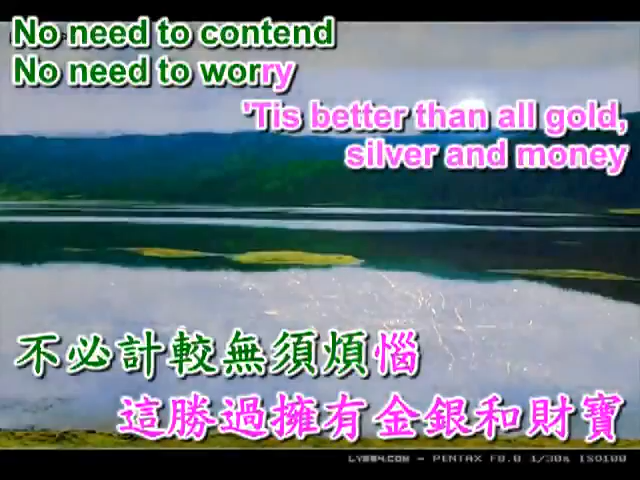 No need to contend
No need to worry
'Tis better than all gold,
silver and money
不必計較無須煩惱
這勝過擁有金銀和財寶
LY884.COM - PENTAX F8.0 1/30s ISO100